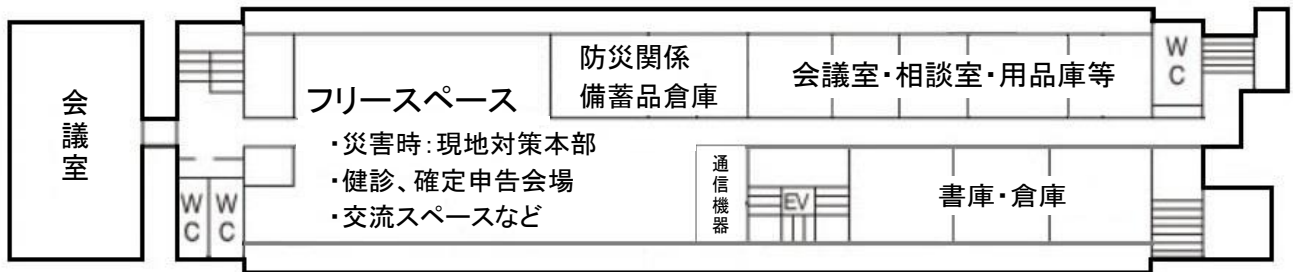 会議室
WC
WC
フリースペース
・災害時：現地対策本部
・健診、確定申告会場
・交流スペースなど
防災関係
備蓄品倉庫
会議室・相談室・用品庫等
WC
通信機器
EV
書庫・倉庫